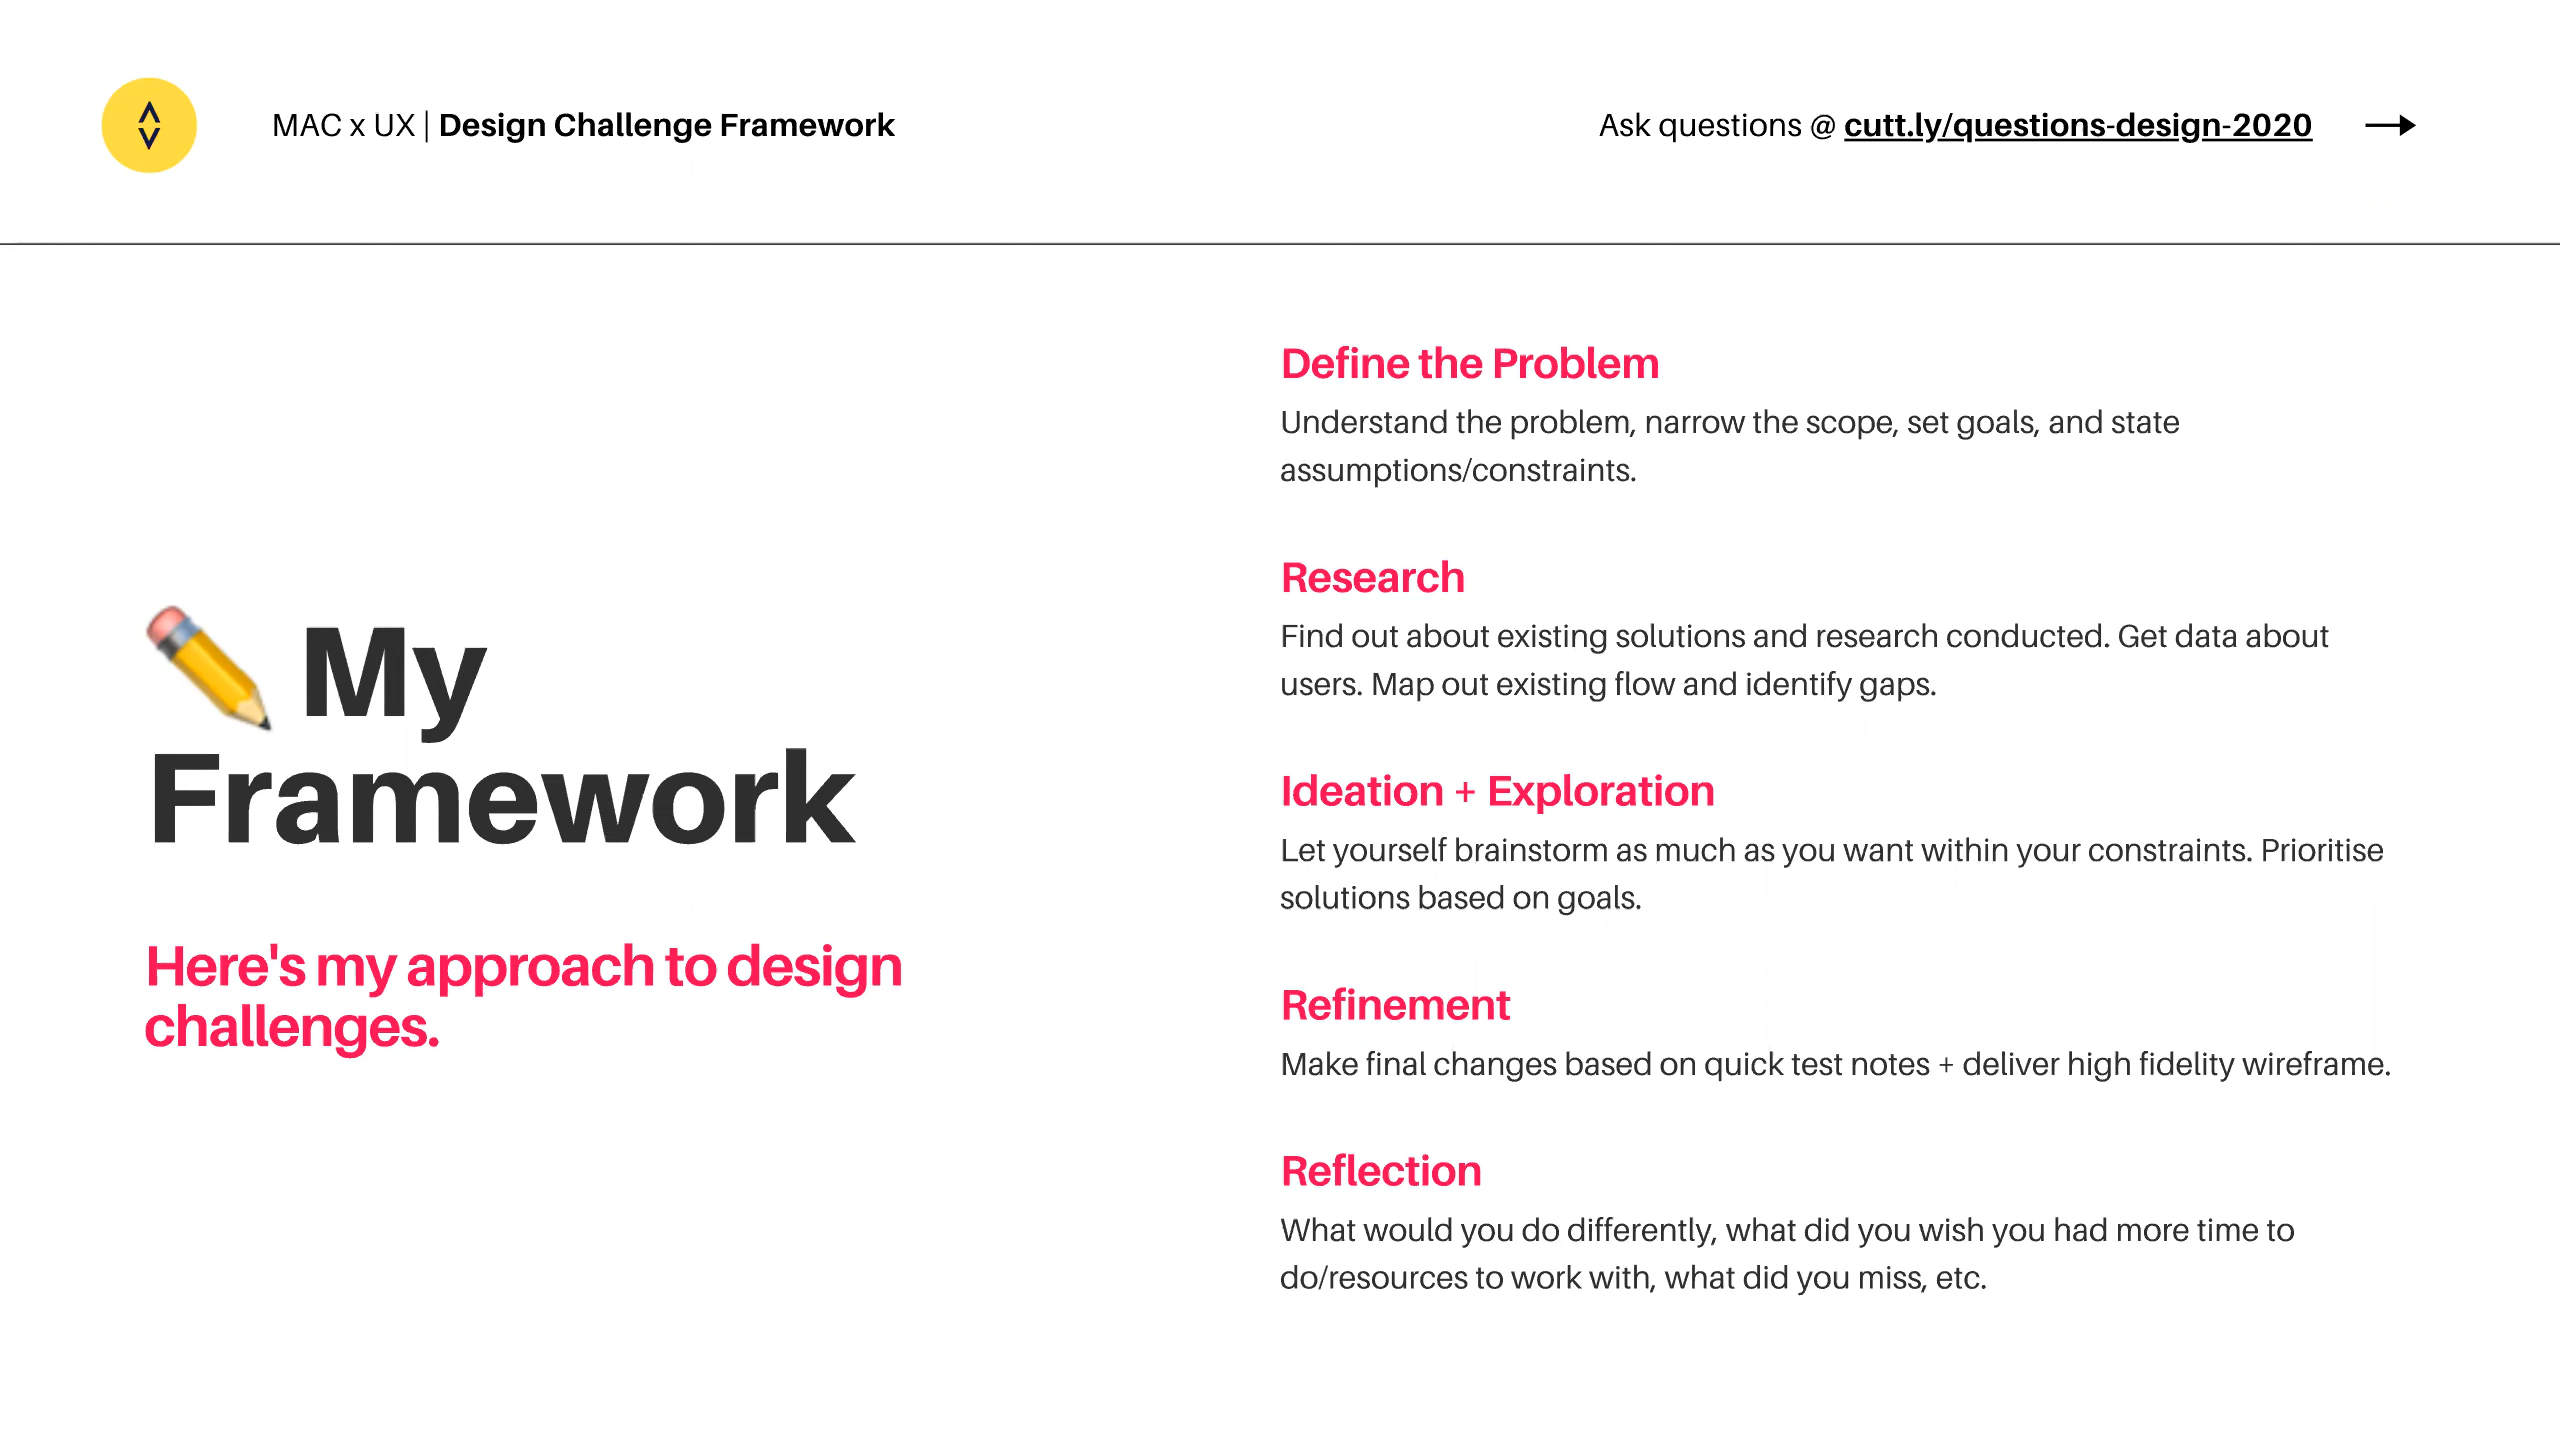 MAC x UX | Design Challenge Framework
Ask questions @ cutt.ly/questions-design-2020
My
Framework
Here's my approach to design
challenges.
Define the Problem
Understand the problem, narrow the scope, set goals, and state
assumptions/constraints.
Research
Find out about existing solutions and research conducted. Get data about
users. Map out existing flow and identify gaps.
Ideation + Exploration
Let yourself brainstorm as much as you want within your constraints. Prioritise
solutions based on goals.
Refinement
Make final changes based on quick test notes + deliver high fidelity wireframe.
Reflection
What would you do differently, what did you wish you had more time to
do/resources to work with, what did you miss, etc.